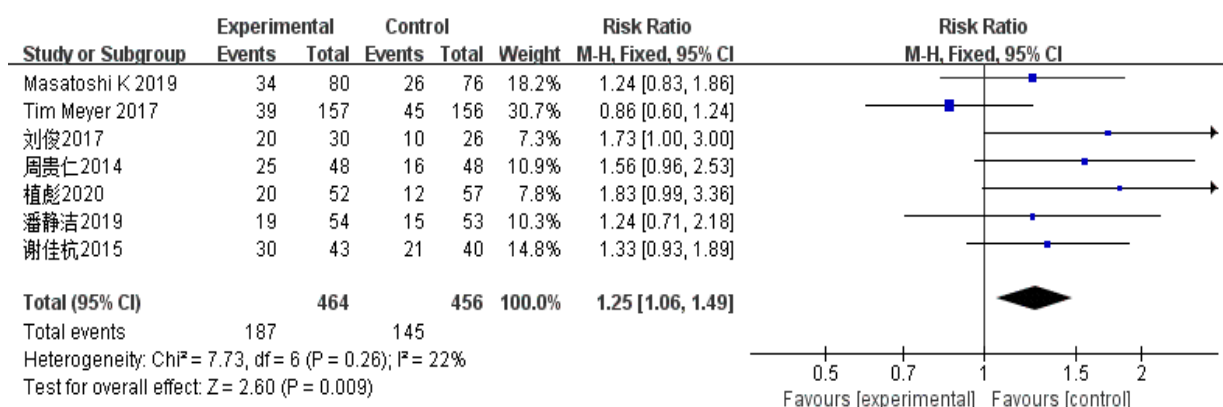 Experimental Control Risk Ratio Risk Ratio
Study or Subgroup Events Total Events Total Weight M-H, Fixed, 95% CI M-H, Fixed, 95% CI
Masatoshi K 2019 34 80 26 76 18.2% 1.24 [0.83, 1.86]
Tim Meyer 2017 39 157 45 156 30.7% 0.86 [0.60, 1.24]
刘俊2017 20 30 10 26 7.3% 1.73 [1.00, 3.00]
周贵仁2014 25 48 16 48 10.9% 1.56 [0.96, 2.53]
植彪2020 20 52 12 57 7.8% 1.83 [0.99, 3.36]
潘静洁2019 19 54 15 53 10.3% 1.24 [0.71, 2.18]
谢佳杭2015 30 43 21 40 14.8% 1.33 [0.93, 1.89]
Total (95% CI) 464 456 100.0% 1.25 [1.06, 1.49]
Total events 187 145
Heterogeneity: Chi² = 7.73, df = 6 (P = 0.26); I² = 22%
Test for overall effect: Z = 2.60 (P = 0.009)
0.5 0.7 1 1.5 2
Favours [experimental] Favours [control]